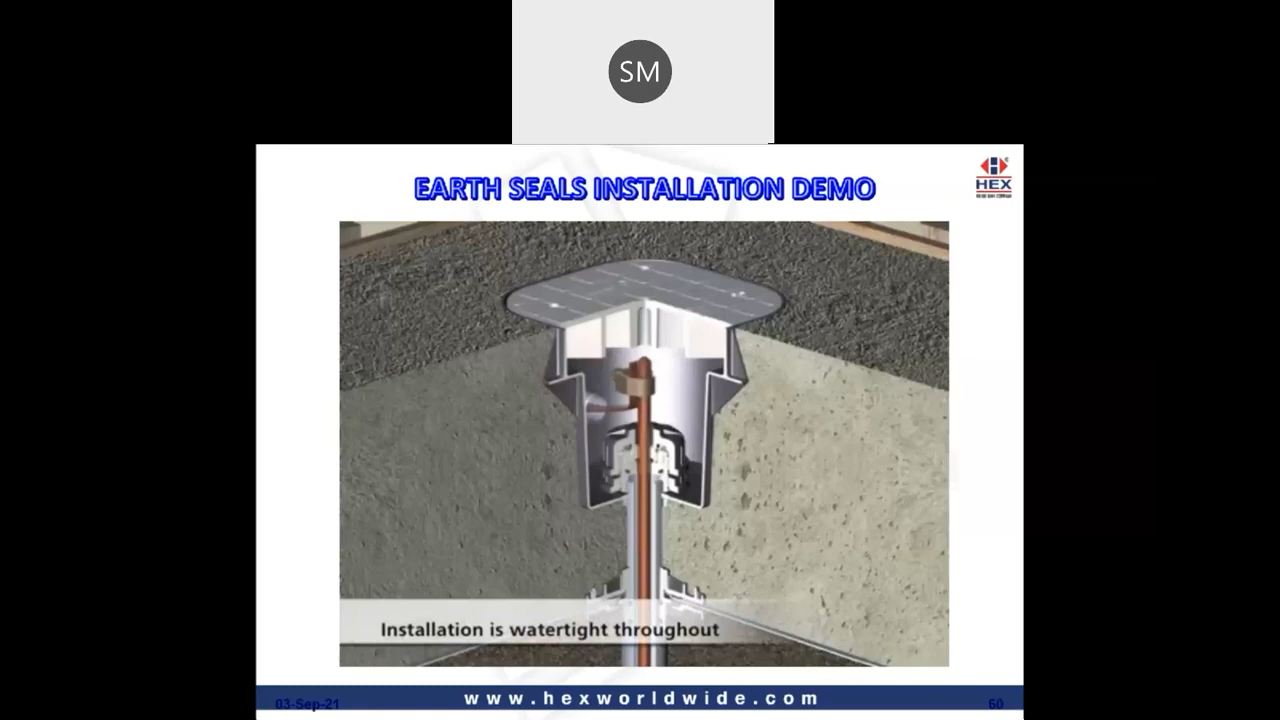 SM
EARTH SEALS INSTALLATION DEMO
HEX
Installation is watertight throughout
03-Sep-21
www.hexworldwide.com
60